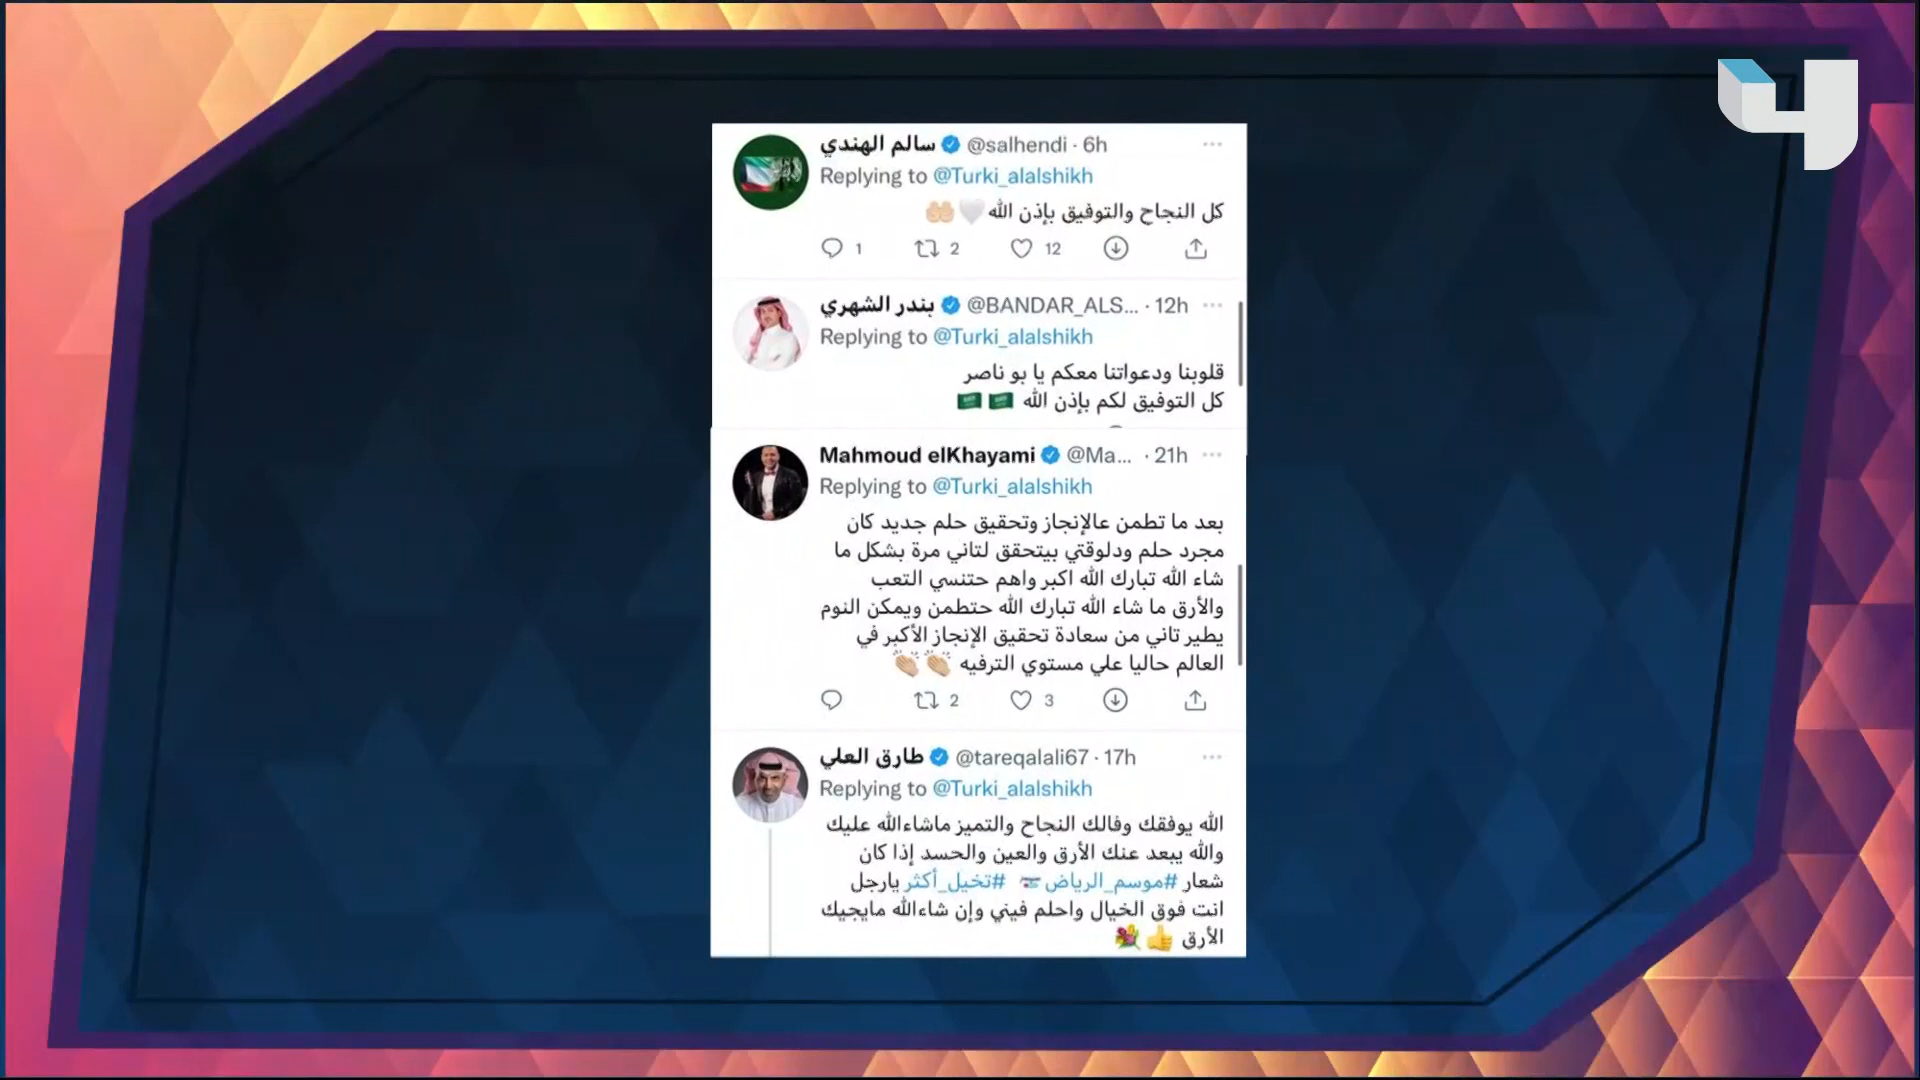 سالم الهندي @salhendi · 6h
Replying to @Turki_alalshikh
كل النجاح والتوفيق بإذن الله🤍🤲🏻
1 2 12
بندر الشهري @BANDAR_ALS... · 12h
Replying to @Turki_alalshikh
قلوبنا ودعواتنا معكم يا بو ناصر
كل التوفيق لكم بإذن الله 🇸🇦 🇸🇦
Mahmoud elKhayami @Ma... · 21h
Replying to @Turki_alalshikh
بعد ما تطمن عالإنجاز وتحقيق حلم جديد كان
مجرد حلم ودلوقتي بيتحقق لتاني مرة بشكل ما
شاء الله تبارك الله اكبر واهم حتنسي التعب
والأرق ما شاء الله تبارك الله حتطمن ويمكن النوم
يطير تاني من سعادة تحقيق الإنجاز الأكبر في
العالم حاليا علي مستوي الترفيه 👏🏼 👏🏼
2 3
طارق العلي @tareqalali67 · 17h
Replying to @Turki_alalshikh
الله يوفقك وفالك النجاح والتميز ماشاءالله عليك
والله يبعد عنك الأرق والعين والحسد إذا كان
شعار #موسم_الرياض #تخيل_أكثر يارجل
انت فوق الخيال واحلم فيني وإن شاءالله مايجيك
الأرق 👍 💐